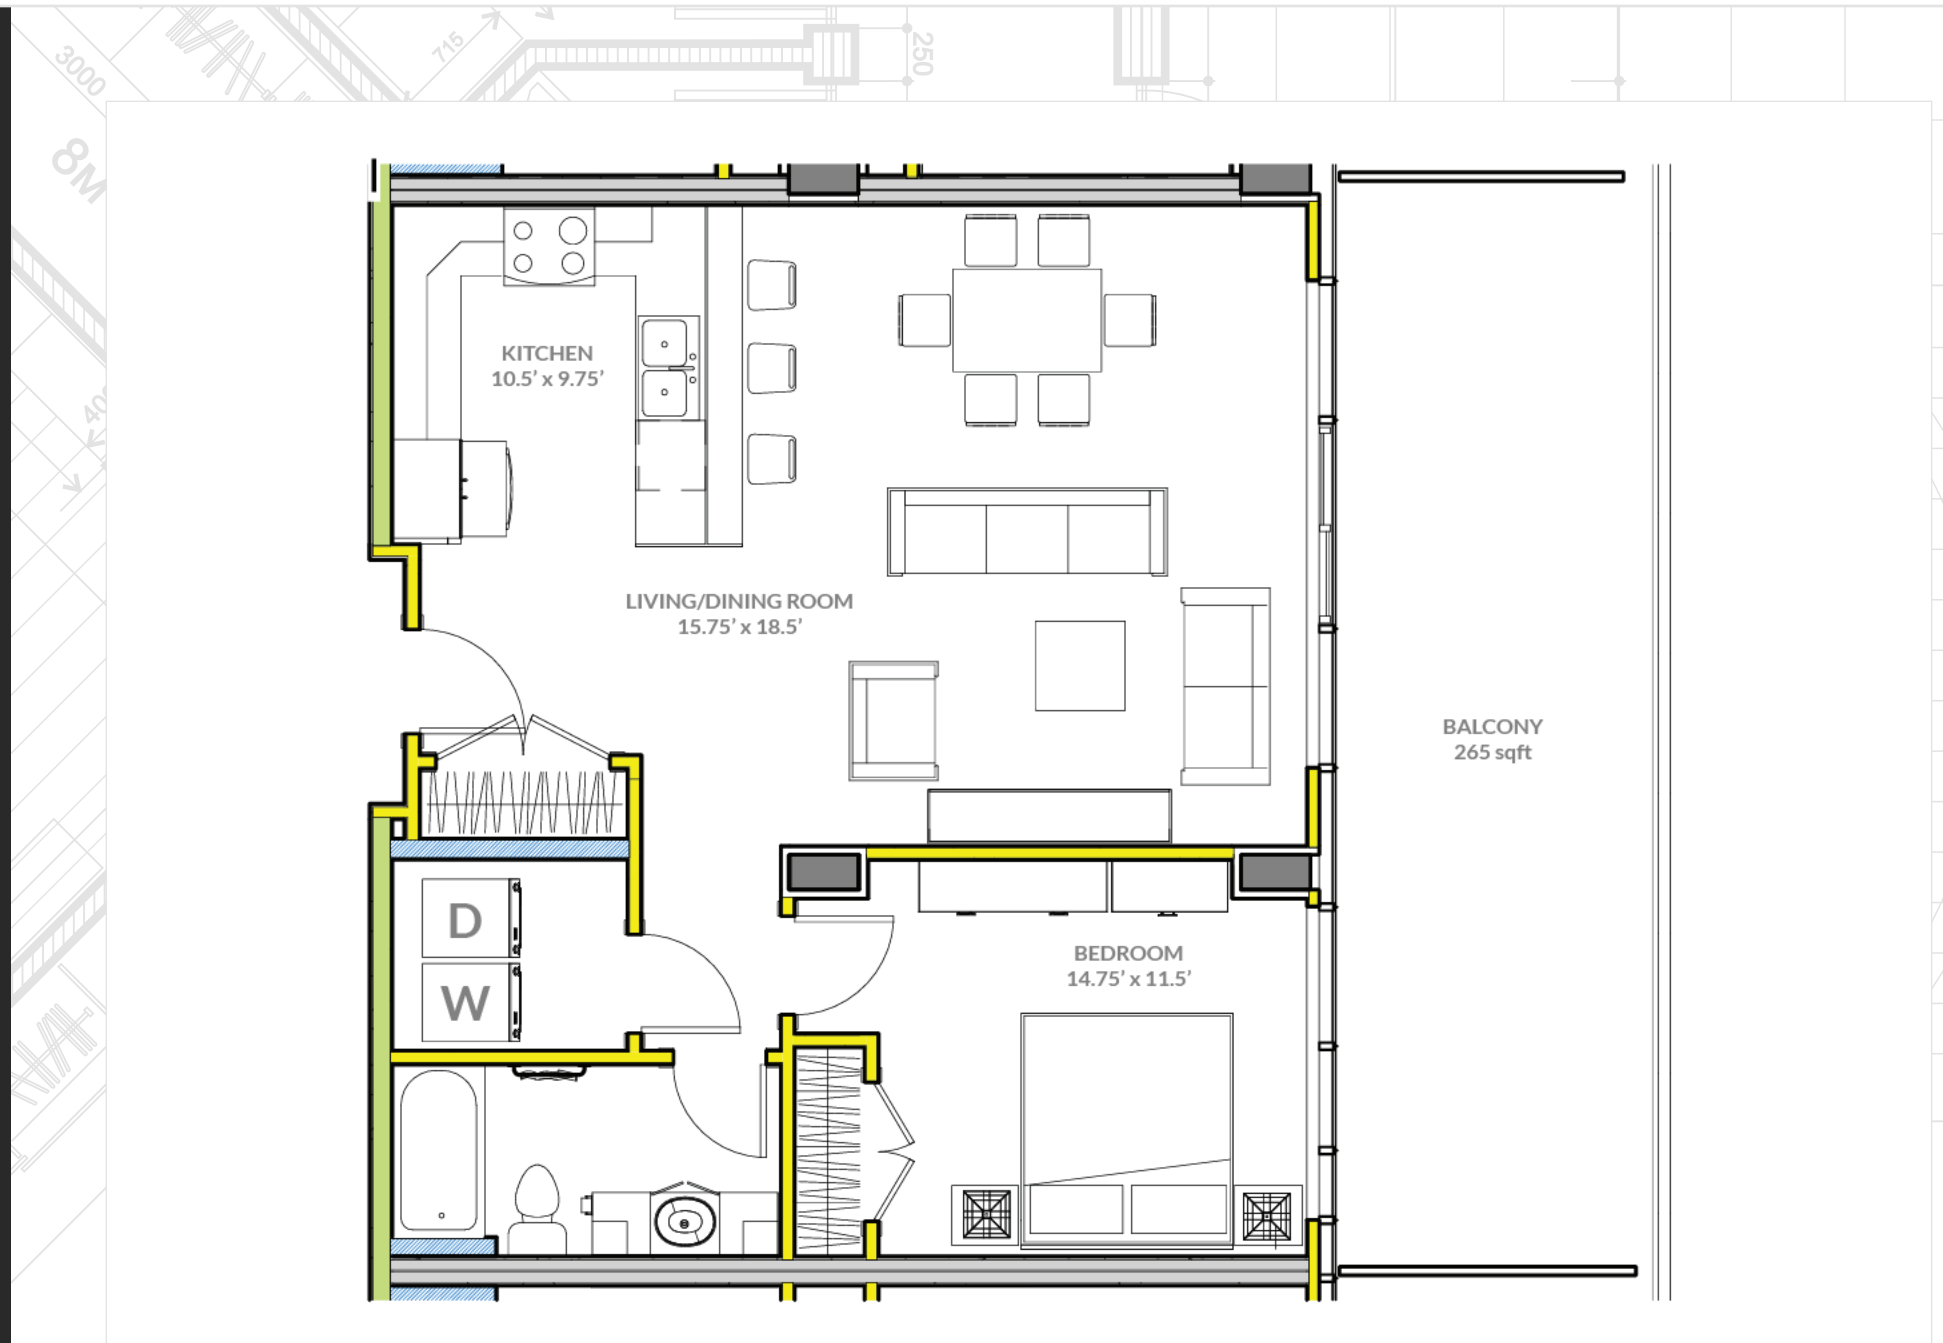 3000
715
250
8M
KITCHEN
10.5’ x 9.75’
LIVING/DINING ROOM
15.75’ x 18.5’
BALCONY
265 sqft
D
W
BEDROOM
14.75’ x 11.5’